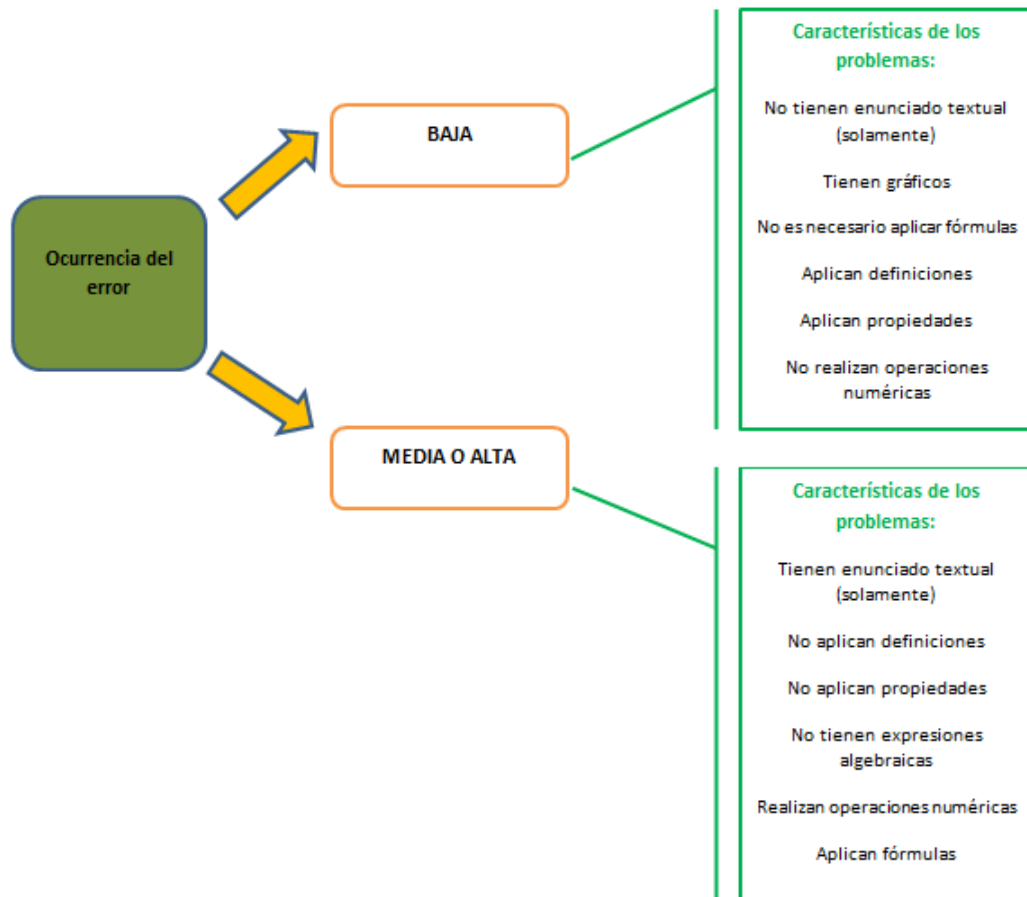 Ocurrencia del
error
BAJA
Características de los
problemas:
No tienen enunciado textual
(solamente)
Tienen gráficos
No es necesario aplicar fórmulas
Aplican definiciones
Aplican propiedades
No realizan operaciones
numéricas
MEDIA O ALTA
Características de los
problemas:
Tienen enunciado textual
(solamente)
No aplican definiciones
No aplican propiedades
No tienen expresiones
algebraicas
Realizan operaciones numéricas
Aplican fórmulas